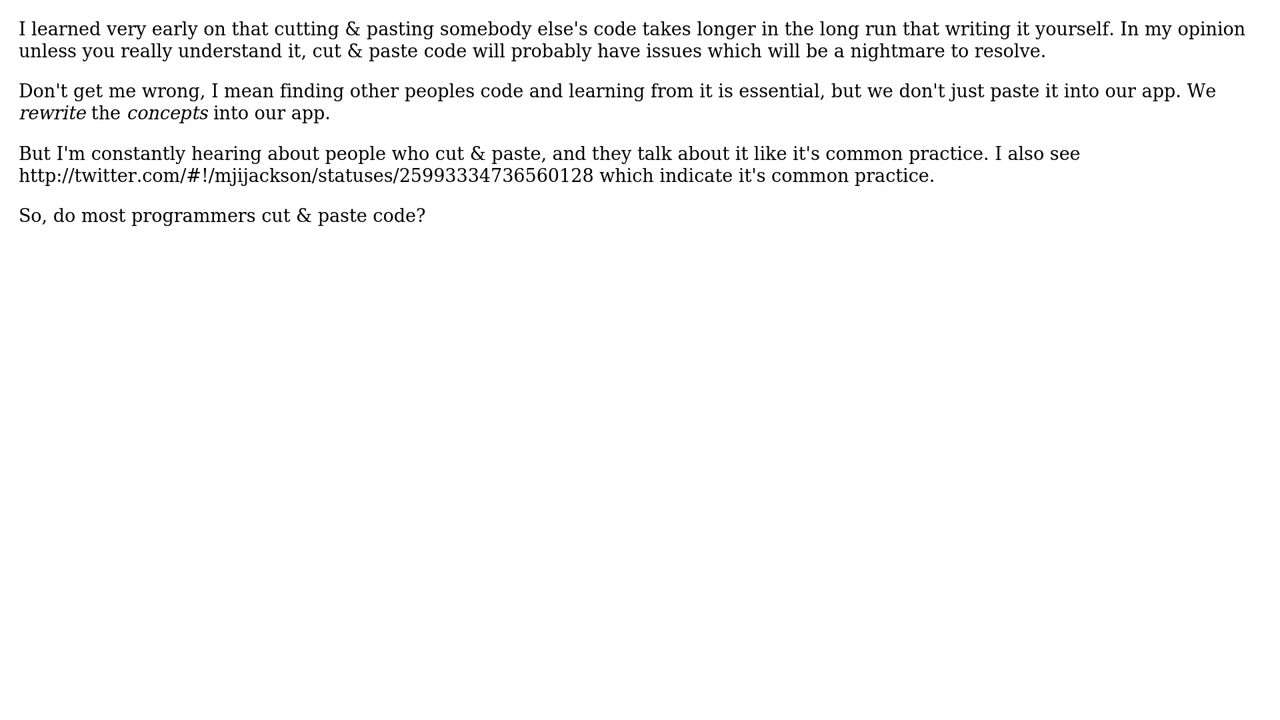 I learned very early on that cutting & pasting somebody else's code takes longer in the long run that writing it yourself. In my opinion
unless you really understand it, cut & paste code will probably have issues which will be a nightmare to resolve.
Don't get me wrong, I mean finding other peoples code and learning from it is essential, but we don't just paste it into our app. We
rewrite the concepts into our app.
But I'm constantly hearing about people who cut & paste, and they talk about it like it's common practice. I also see
http://twitter.com/#!/mjijackson/statuses/25993334736560128 which indicate it's common practice.
So, do most programmers cut & paste code?